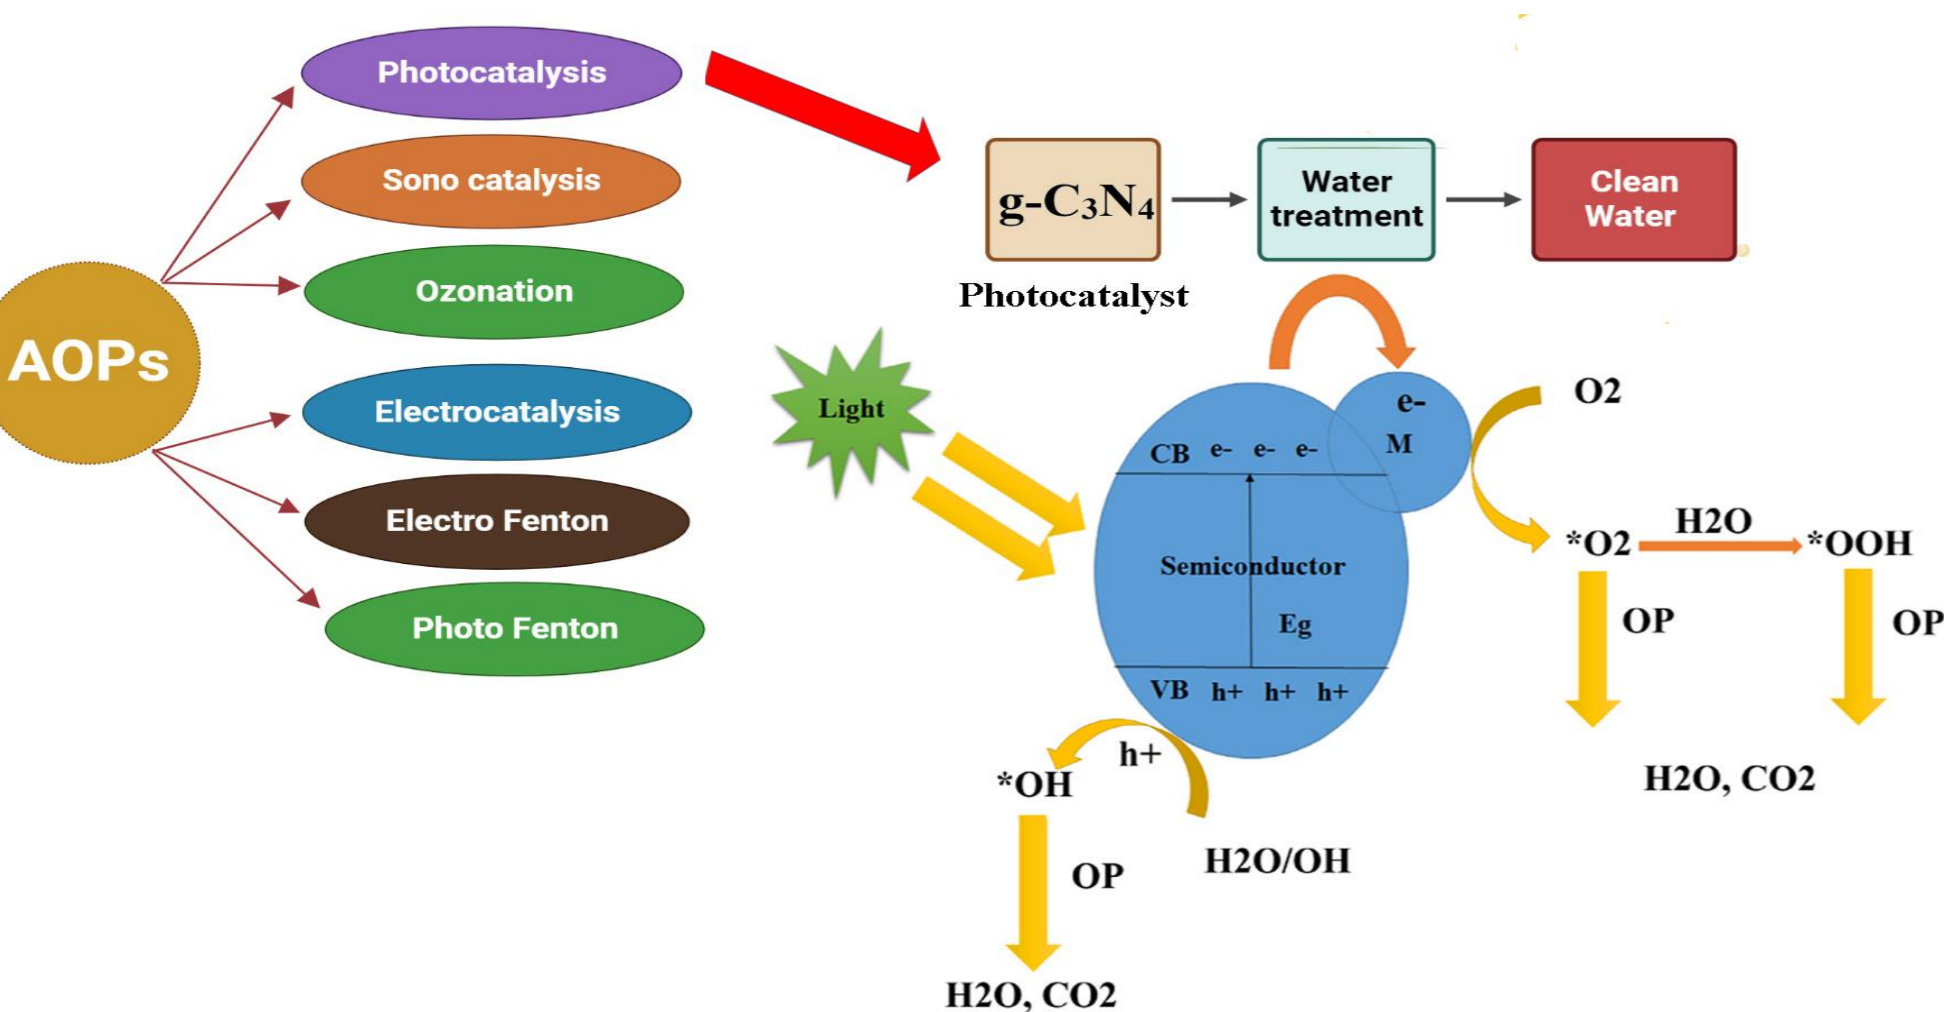 AOPs
Photocatalysis
Sono catalysis
Ozonation
Electrocatalysis
Electro Fenton
Photo Fenton
g-C₃N₄
Photocatalyst
Water
treatment
Clean
Water
Light
CB e- e- e-
e-
M
Semiconductor
Eg
VB h+ h+ h+
O2
*O2
H2O
*OOH
OP
OP
H2O, CO2
h+
*OH
H2O/OH
OP
H2O, CO2